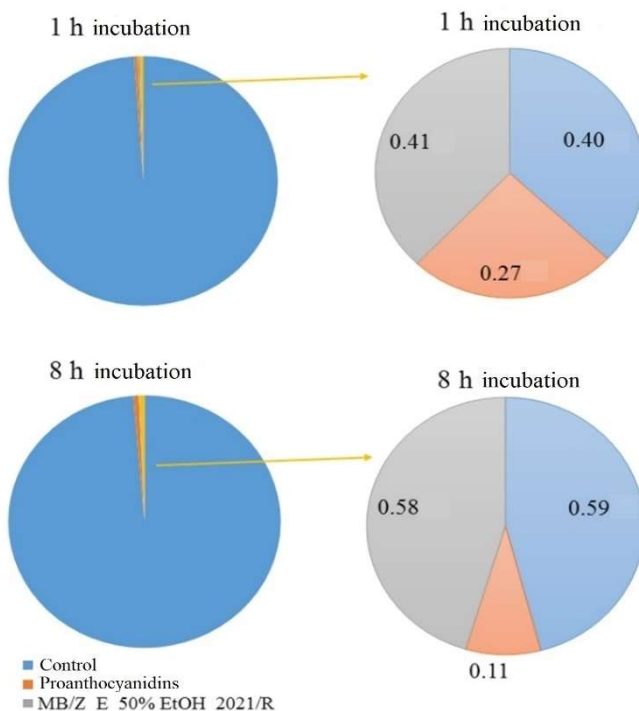 1 h incubation
1 h incubation
0.41
0.40
0.27
8 h incubation
8 h incubation
0.58
0.59
0.11
Control
Proanthocyanidins
MB/Z E 50% EtOH 2021/R